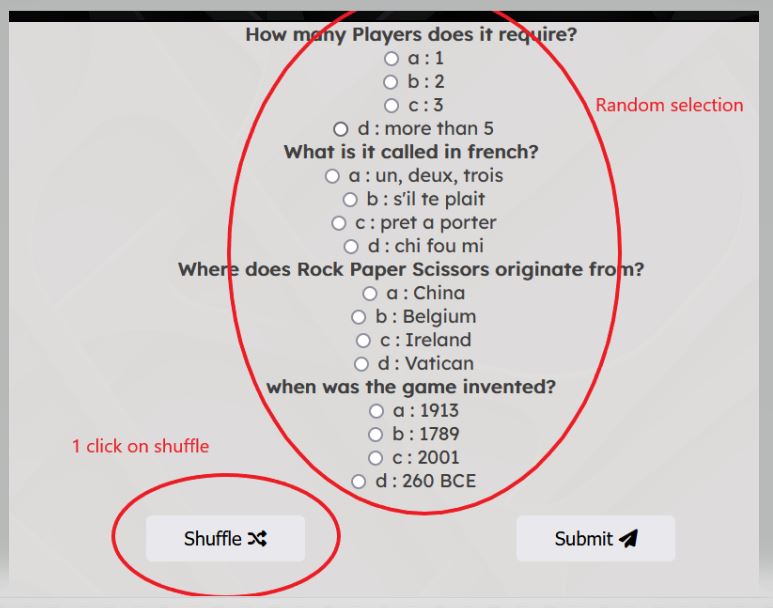 How many Players does it require?
a : 1
b : 2
c : 3
Random selection
d : more than 5
What is it called in french?
a : un, deux, trois
b : s'il te plait
c : pret a porter
d : chi fou mi
Where does Rock Paper Scissors originate from?
a : China
b : Belgium
c : Ireland
d : Vatican
when was the game invented?
a : 1913
b : 1789
1 click on shuffle
c : 2001
d : 260 BCE
Shuffle
Submit